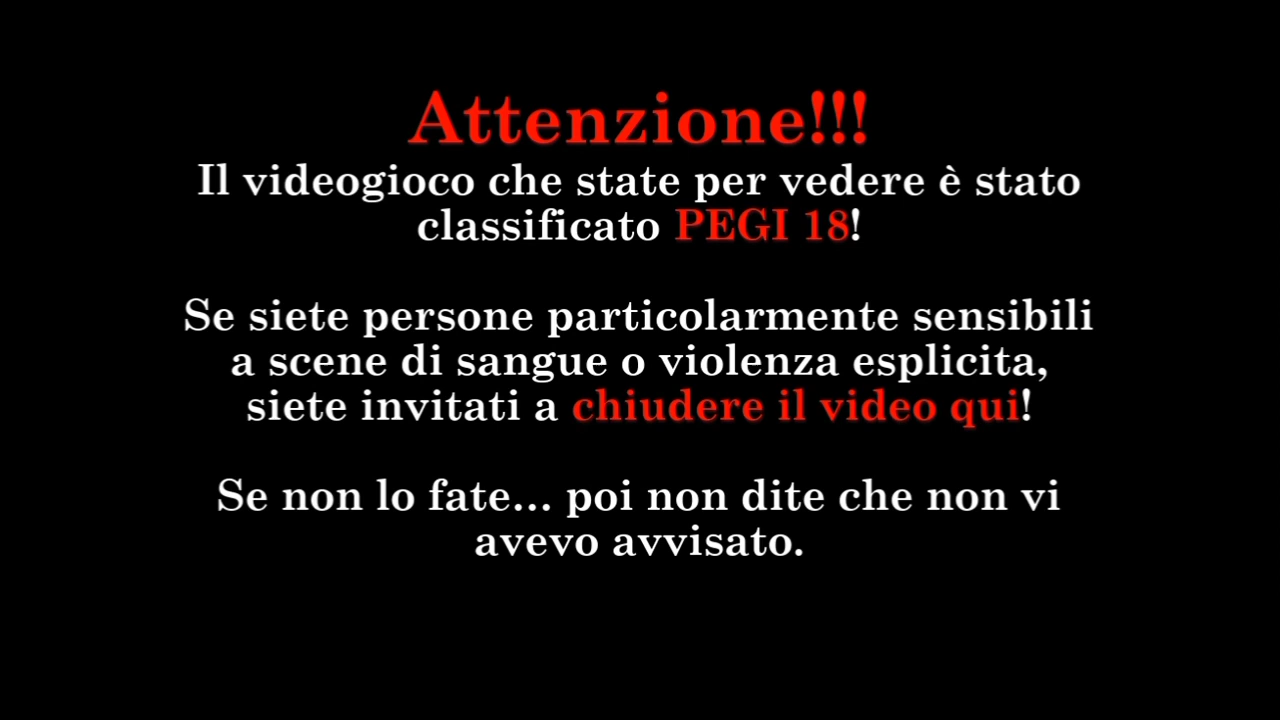 Attenzione!!!
Il videogioco che state per vedere è stato
classificato PEGI 18!
Se siete persone particolarmente sensibili
a scene di sangue o violenza esplicita,
siete invitati a chiudere il video qui!
Se non lo fate... poi non dite che non vi
avevo avvisato.